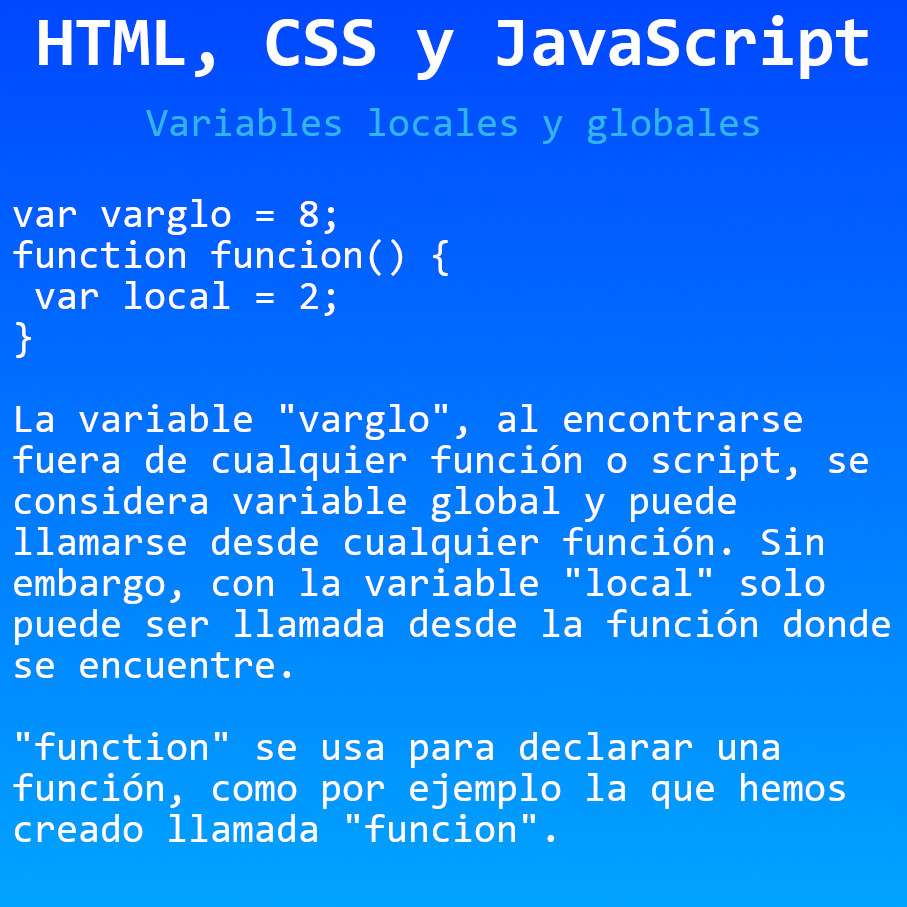 HTML, CSS y JavaScript
Variables locales y globales
var varglo = 8;
function funcion() {
 var local = 2;
}
La variable "varglo", al encontrarse
fuera de cualquier función o script, se
considera variable global y puede
llamarse desde cualquier función. Sin
embargo, con la variable "local" solo
puede ser llamada desde la función donde
se encuentre.
"function" se usa para declarar una
función, como por ejemplo la que hemos
creado llamada "funcion".